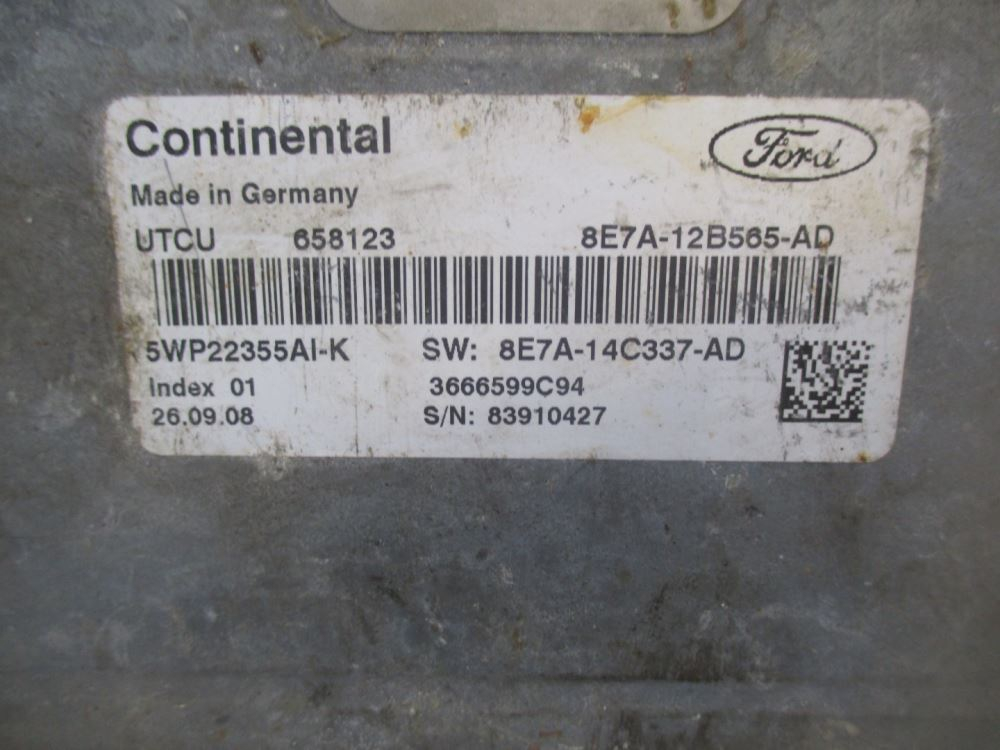 Continental
Ford
Made in Germany
UTCU 658123 8E7A-12B565-AD
5WP22355AI-K SW: 8E7A-14C337-AD
Index 01 3666599C94
26.09.08 S/N: 83910427